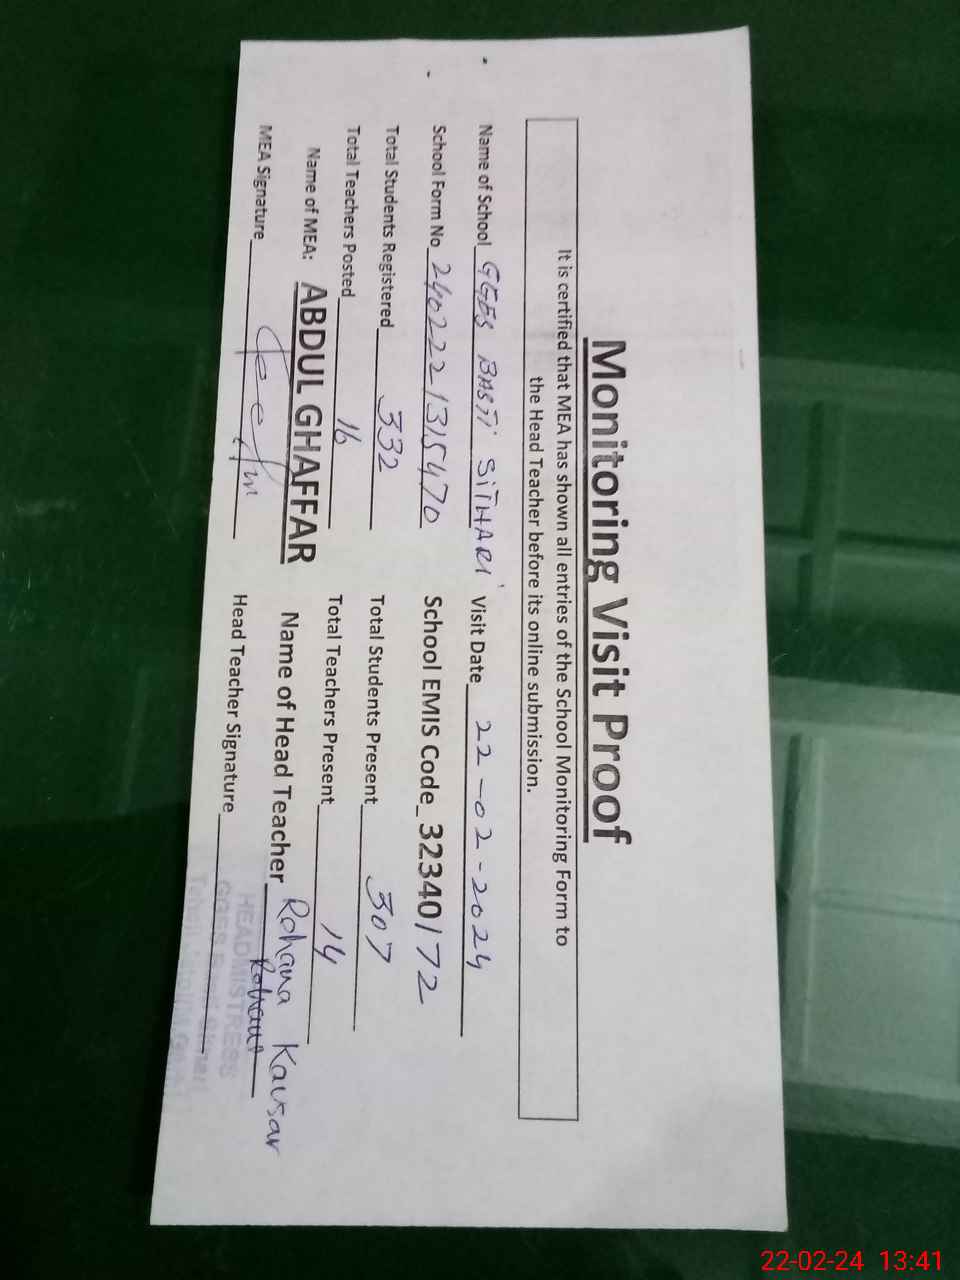 Monitoring Visit Proof
It is certified that MEA has shown all entries of the School Monitoring Form to
the Head Teacher before its online submission.
Name of School GGES BASTI SITHARI Visit Date 22-02-2024
School Form No 2402221315470 School EMIS Code 32340172
Total Students Registered 332 Total Students Present 307
Total Teachers Posted 16 Total Teachers Present 14
Name of MEA: ABDUL GHAFFAR Name of Head Teacher Rehana Kausar
MEA Signature Head Teacher Signature
HEADMISTRESS
GGES
22-02-24 13:41